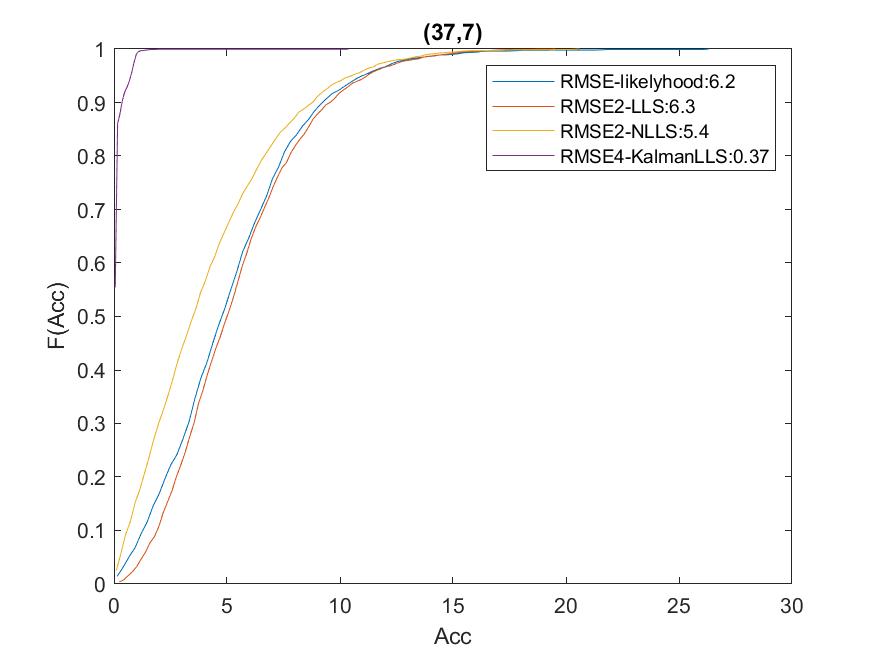 (37,7)
1
0.9
0.8
0.7
0.6
0.5
0.4
0.3
0.2
0.1
0
F(Acc)
RMSE-likelyhood:6.2
RMSE2-LLS:6.3
RMSE2-NLLS:5.4
RMSE4-KalmanLLS:0.37
0 5 10 15 20 25 30
Acc